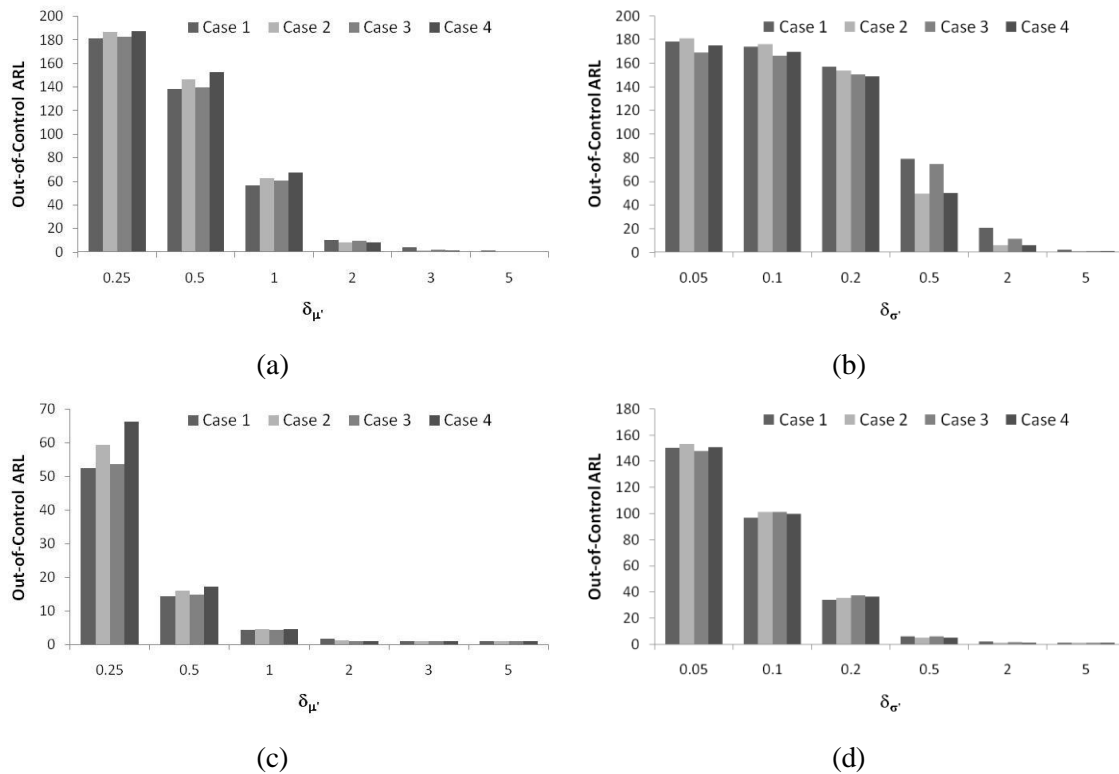 Case 1 Case 2 Case 3 Case 4
200
180
160
140
120
100
80
60
40
20
0
Out-of-Control ARL
0.25 0.5 1 2 3 5
δμ'
(a)
Case 1 Case 2 Case 3 Case 4
200
180
160
140
120
100
80
60
40
20
0
Out-of-Control ARL
0.05 0.1 0.2 0.5 2 5
δσ'
(b)
Case 1 Case 2 Case 3 Case 4
70
60
50
40
30
20
10
0
Out-of-Control ARL
0.25 0.5 1 2 3 5
δμ'
(c)
Case 1 Case 2 Case 3 Case 4
180
160
140
120
100
80
60
40
20
0
Out-of-Control ARL
0.05 0.1 0.2 0.5 2 5
δσ'
(d)